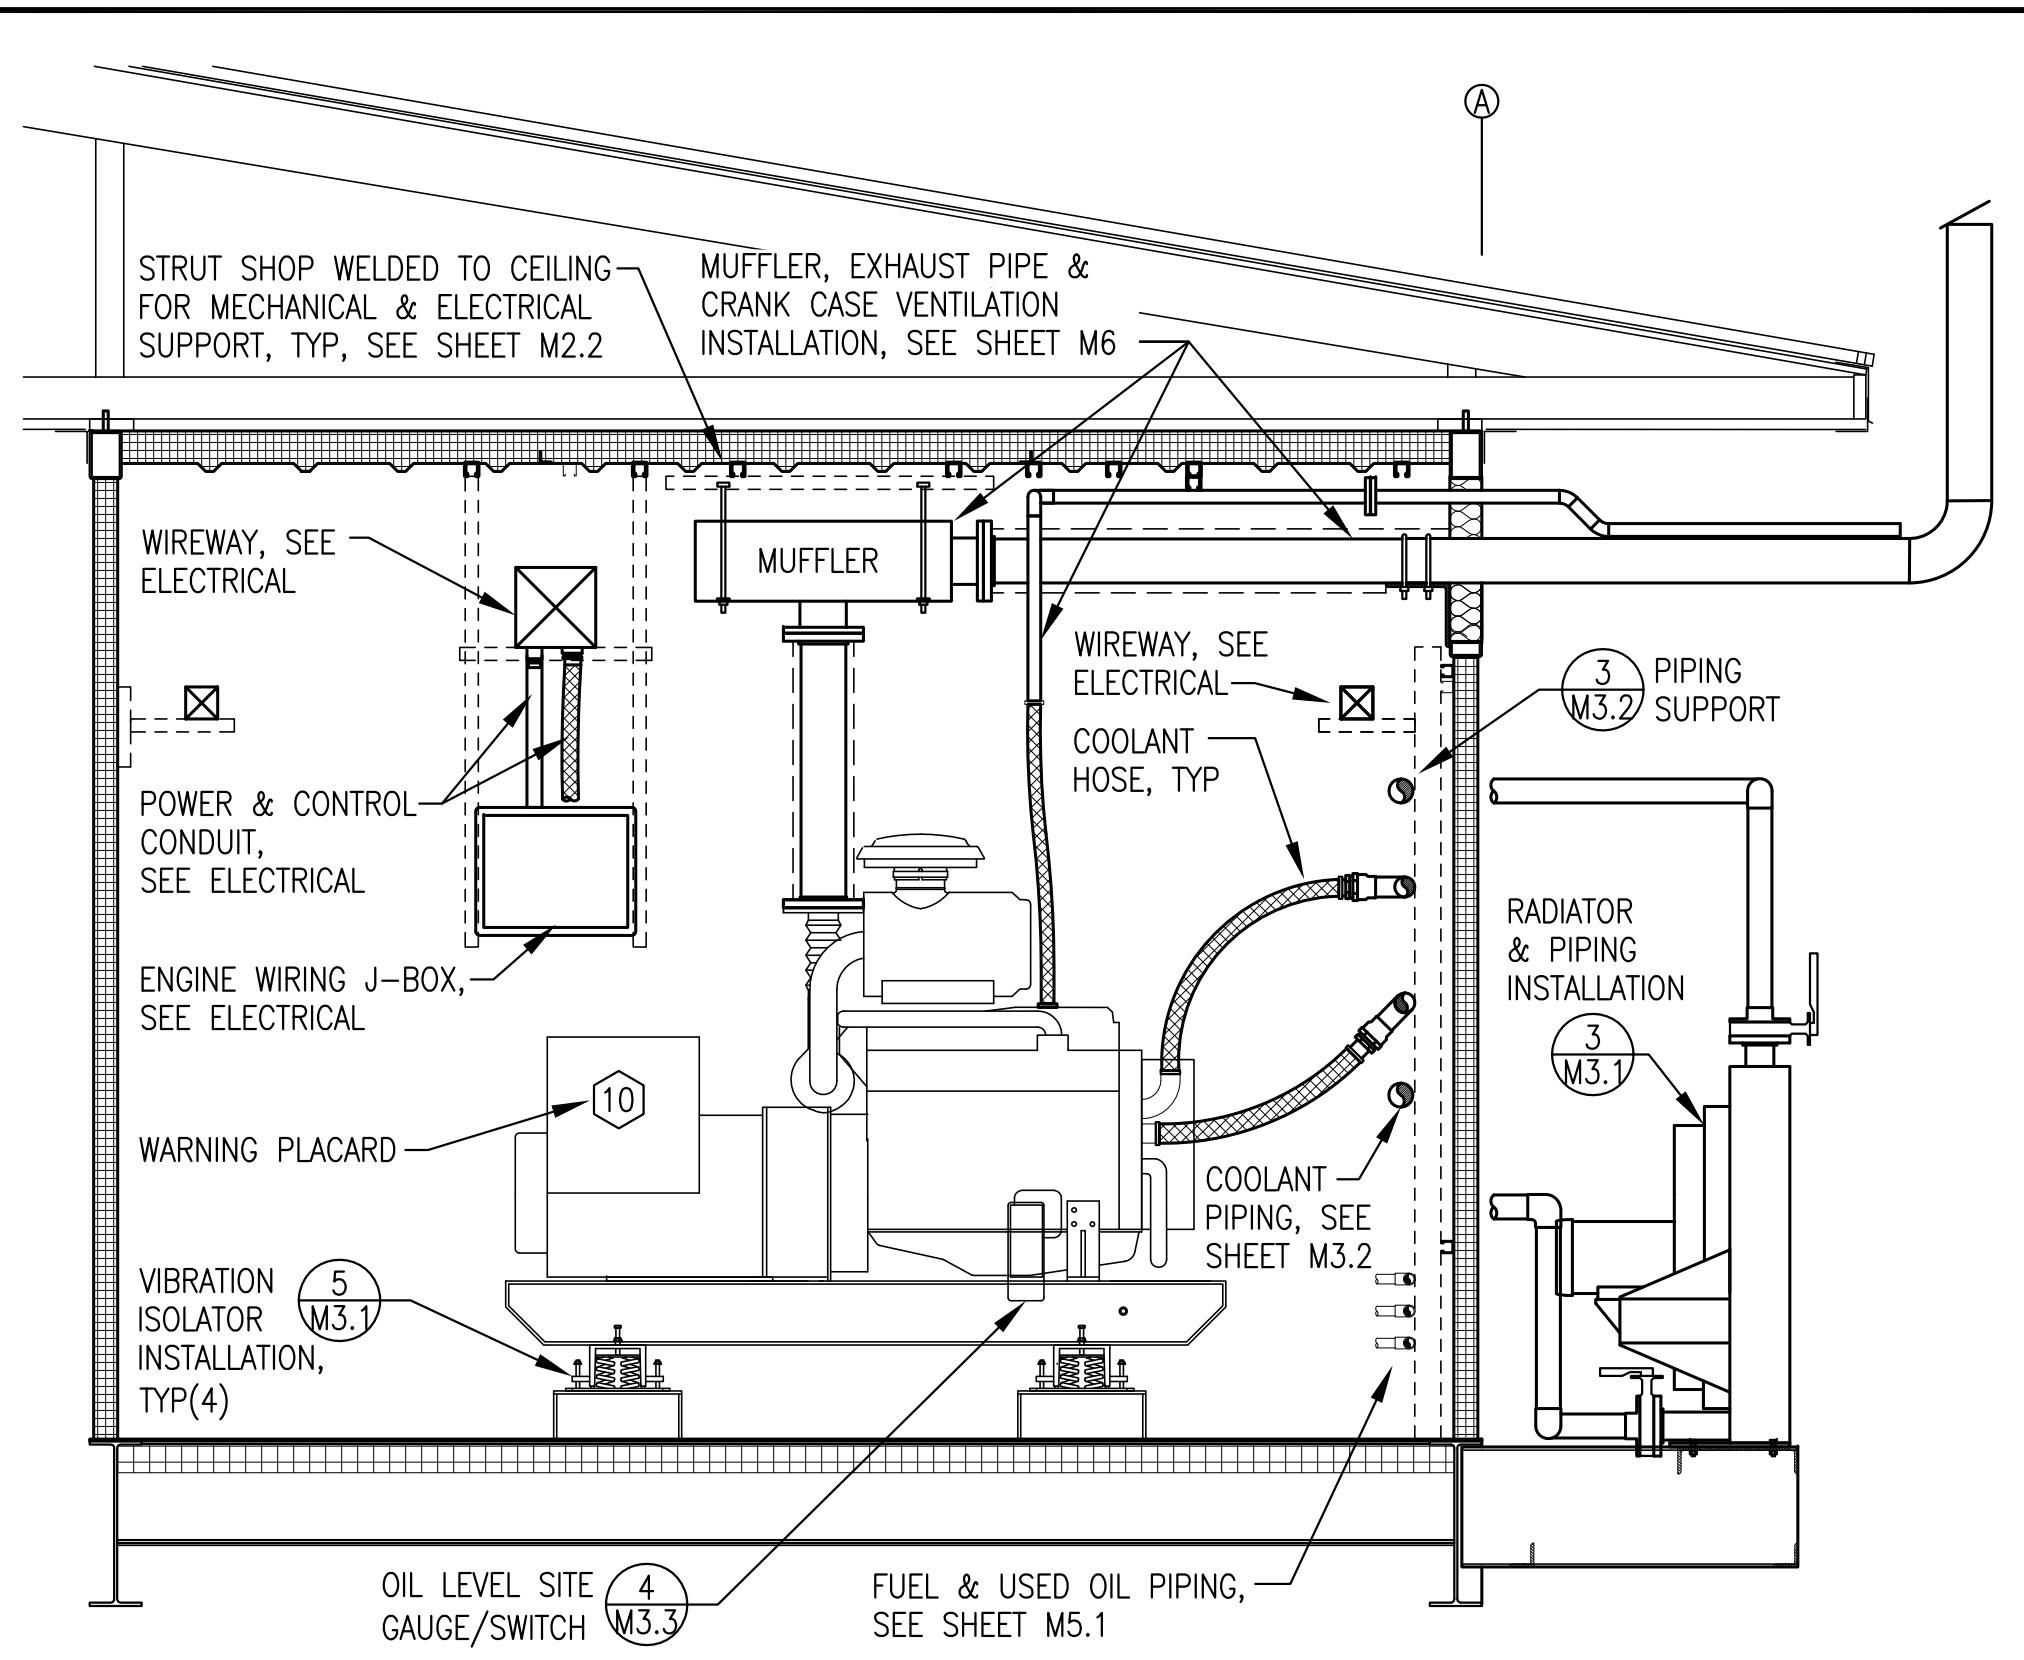 A
STRUT SHOP WELDED TO CEILING
FOR MECHANICAL & ELECTRICAL
SUPPORT, TYP, SEE SHEET M2.2
MUFFLER, EXHAUST PIPE &
CRANK CASE VENTILATION
INSTALLATION, SEE SHEET M6
WIREWAY, SEE
ELECTRICAL
MUFFLER
WIREWAY, SEE
ELECTRICAL
3
M3.2
PIPING
SUPPORT
COOLANT
HOSE, TYP
POWER & CONTROL
CONDUIT,
SEE ELECTRICAL
RADIATOR
& PIPING
INSTALLATION
3
M3.1
ENGINE WIRING J-BOX,
SEE ELECTRICAL
10
WARNING PLACARD
COOLANT
PIPING, SEE
SHEET M3.2
VIBRATION
ISOLATOR
INSTALLATION,
TYP(4)
5
M3.1
OIL LEVEL SITE
GAUGE/SWITCH
4
M3.3
FUEL & USED OIL PIPING,
SEE SHEET M5.1